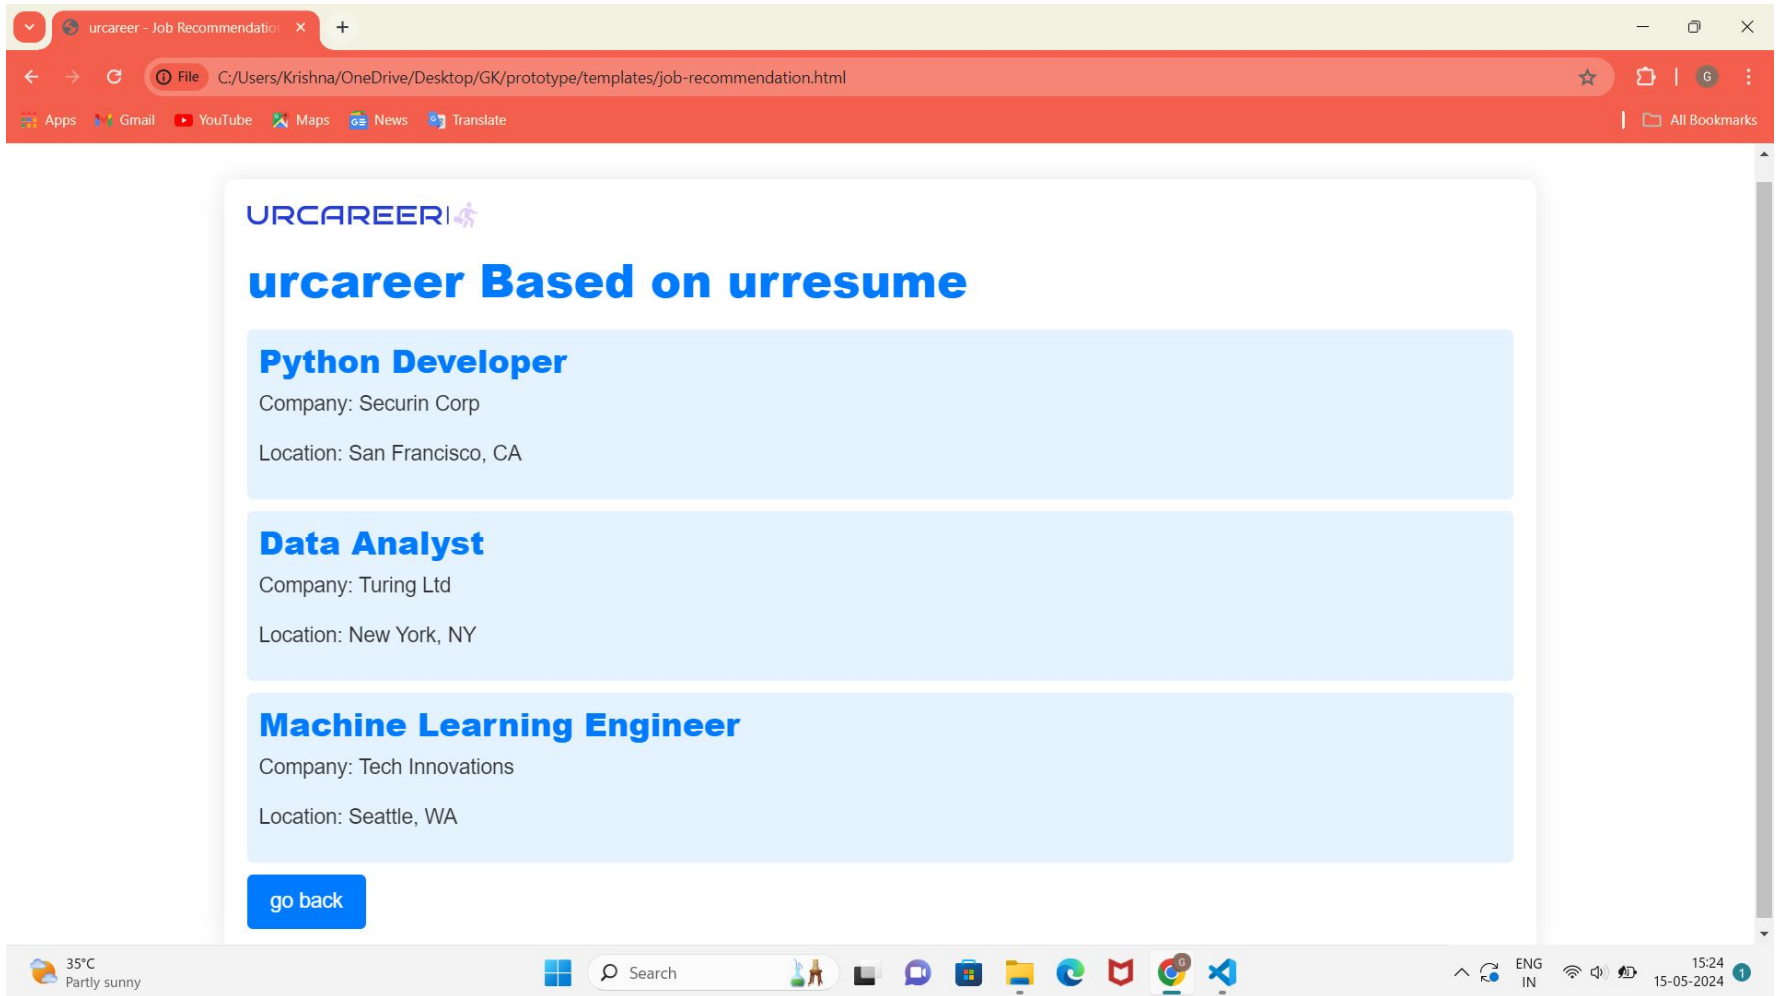 urcareer - Job Recommendation
File C:/Users/Krishna/OneDrive/Desktop/GK/prototype/templates/job-recommendation.html
G
Apps Gmail YouTube Maps News Translate All Bookmarks
URCAREER
urcareer Based on urresume
Python Developer
Company: Securin Corp
Location: San Francisco, CA
Data Analyst
Company: Turing Ltd
Location: New York, NY
Machine Learning Engineer
Company: Tech Innovations
Location: Seattle, WA
go back
35°C
Partly sunny
Search
ENG
IN
15:24
15-05-2024
1